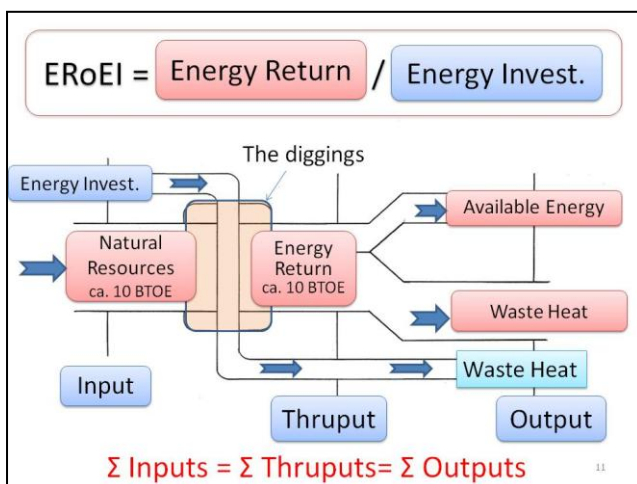 ERoEI = Energy Return / Energy Invest.
The diggings
Energy Invest.
Available Energy
Natural
Resources
ca. 10 BTOE
Energy
Return
ca. 10 BTOE
Waste Heat
Waste Heat
Input
Thruput
Output
Σ Inputs = Σ Thruputs= Σ Outputs
11